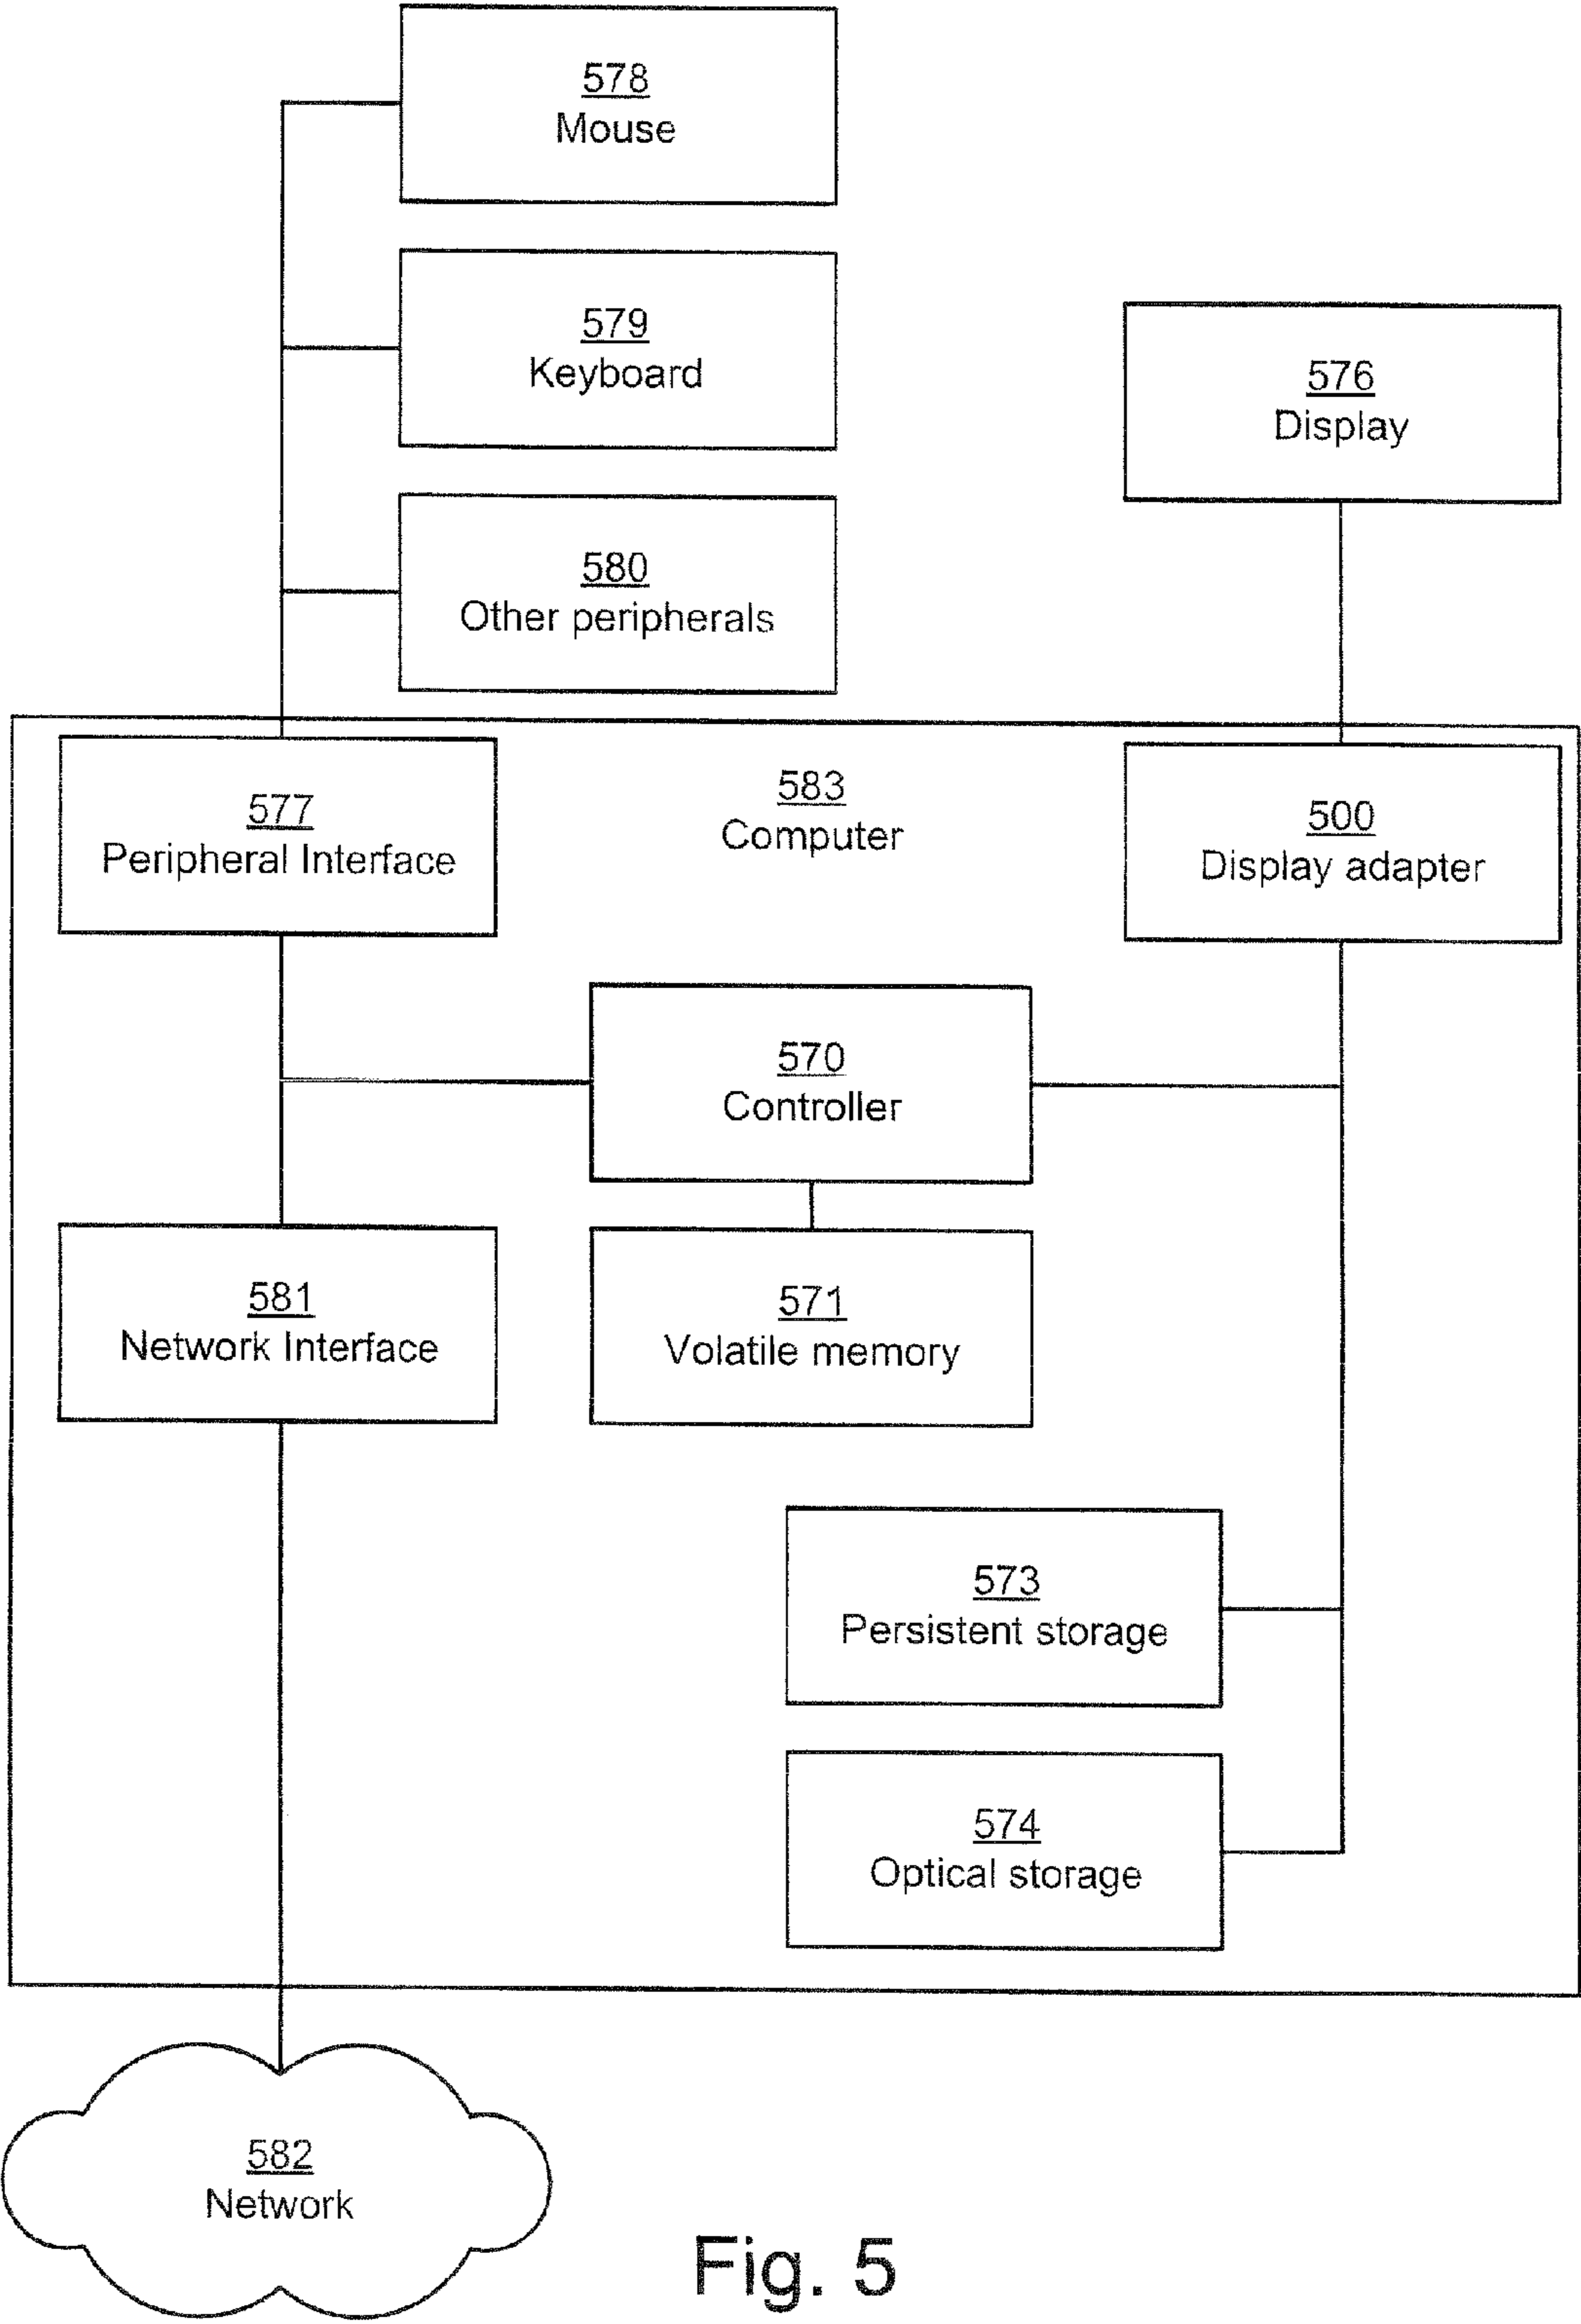 578
Mouse
579
Keyboard
576
Display
580
Other peripherals
577
Peripheral Interface
583
Computer
500
Display adapter
570
Controller
581
Network Interface
571
Volatile memory
573
Persistent storage
574
Optical storage
582
Network
Fig. 5